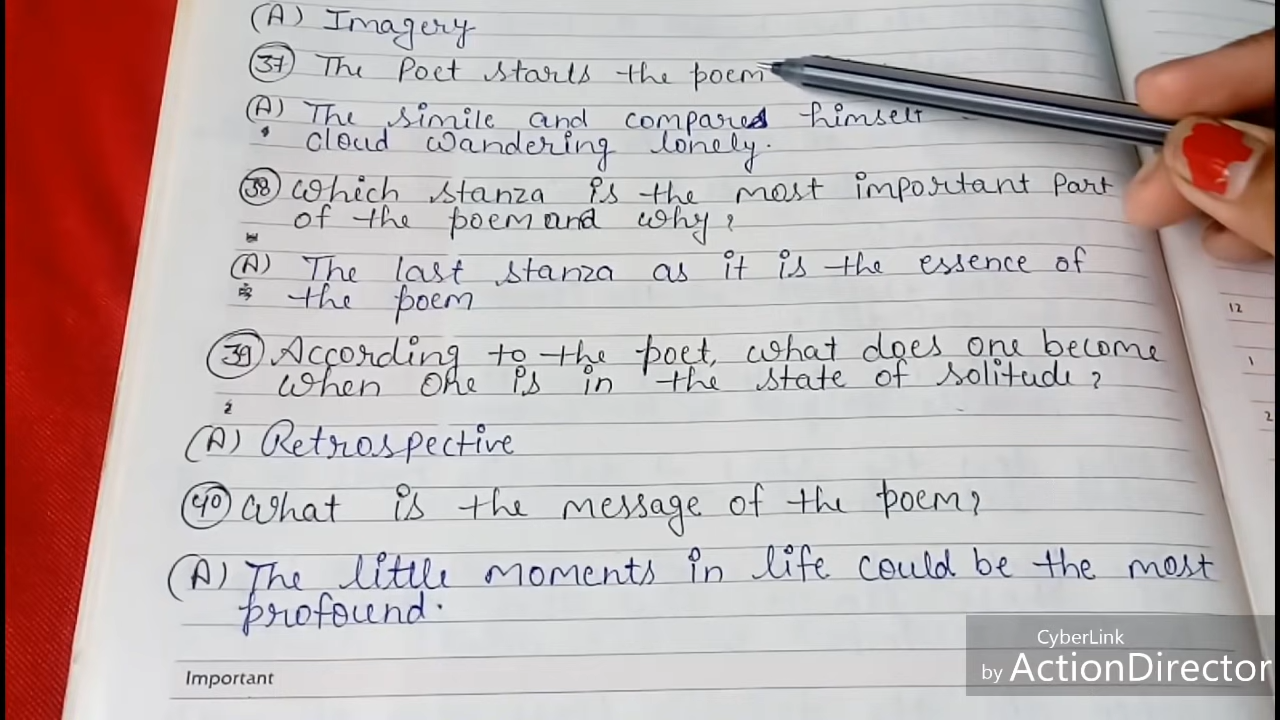 (A) Imagery
37 The Poet starts the poem
(A) The simile and compares himself
cloud wandering lonely.
38 Which stanza is the most important Part
of the poem and why?
(A) The last stanza as it is the essence of
the poem
39 According to the poet, what does one become
when one is in the state of solitude?
(A) Retrospective
40 What is the message of the poem?
(A) The little moments in life could be the most
profound.
Important
12
1
2
CyberLink
by ActionDirector